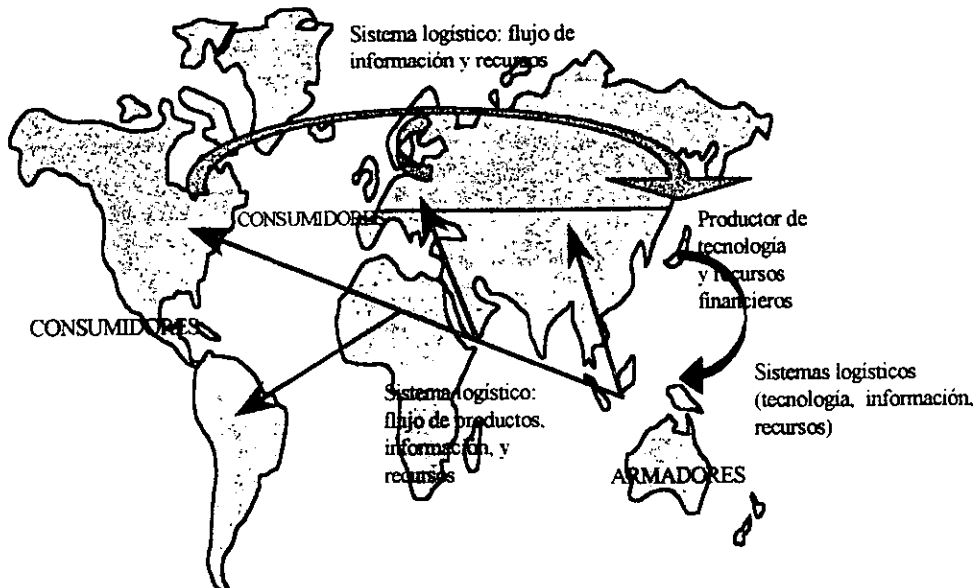 Sistema logístico: flujo de
información y recursos
CONSUMIDORES
Productor de
tecnología
y recursos
financieros
CONSUMIDORES
Sistemas logísticos
(tecnología, información,
recursos)
Sistema logístico:
flujo de productos,
información, y
recursos
ARMADORES